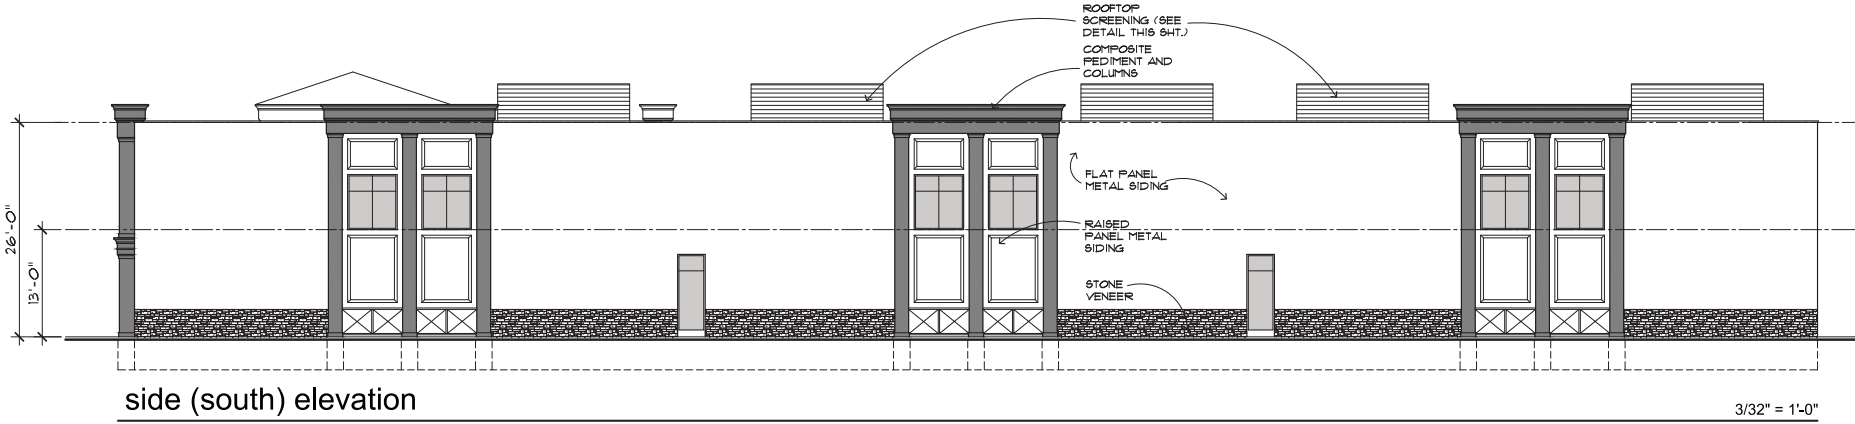 ROOFTOP
SCREENING (SEE
DETAIL THIS SHT.)
COMPOSITE
PEDIMENT AND
COLUMNS
FLAT PANEL
METAL SIDING
RAISED
PANEL METAL
SIDING
STONE
VENEER
26'-0"
13'-0"
side (south) elevation
3/32" = 1'-0"